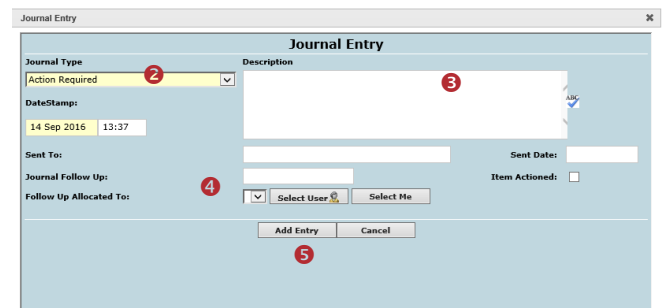 Journal Entry
Journal Entry
Journal Type Description
Action Required 2 3
ABC
DateStamp:
14 Sep 2016 13:37
Sent To: Sent Date:
Journal Follow Up: Item Actioned:
4
Follow Up Allocated To: Select User Select Me
Add Entry Cancel
5